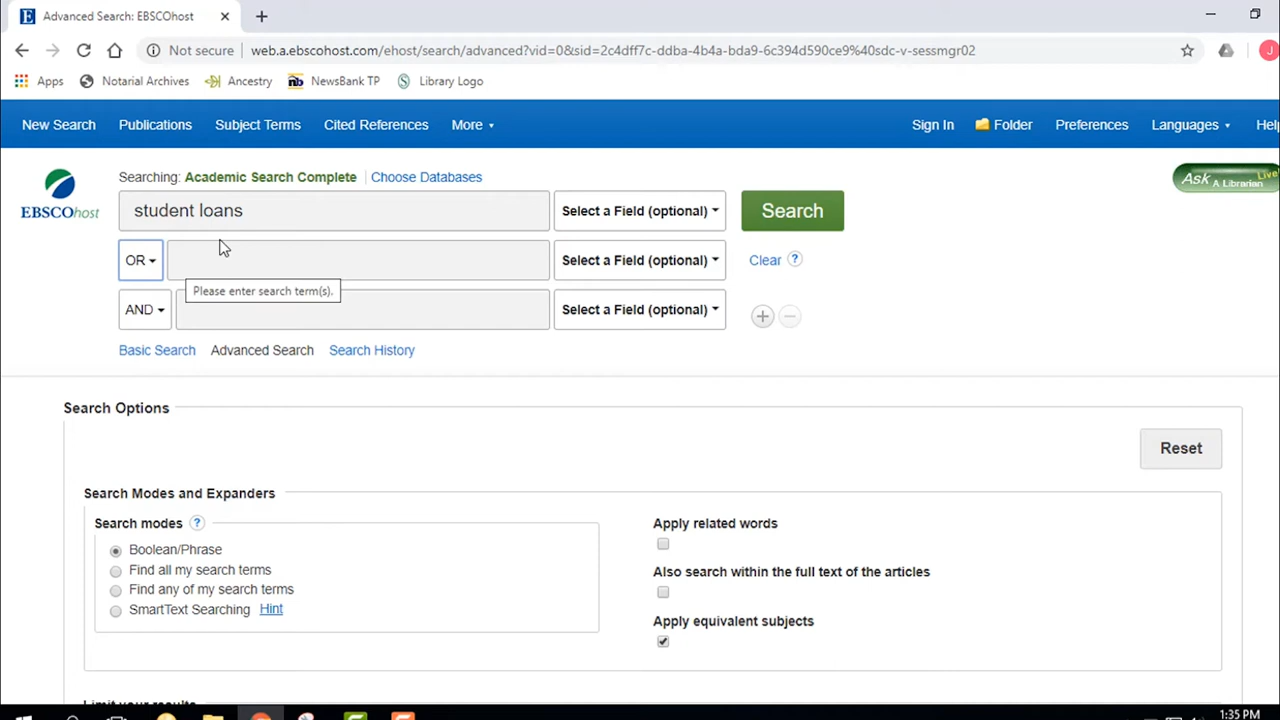 Advanced Search: EBSCOhost
Not secure web.a.ebscohost.com/ehost/search/advanced?vid=0&sid=2c4dff7c-ddba-4b4a-bda9-6c394d590ce9%40sdc-v-sessmgr02
J
Apps Notarial Archives Ancestry NewsBank TP Library Logo
New Search Publications Subject Terms Cited References More Sign In Folder Preferences Languages Help
EBSCOhost
Searching: Academic Search Complete Choose Databases
Ask A Librarian Live!
student loans Select a Field (optional) Search
OR Select a Field (optional) Clear ?
Please enter search term(s).
AND Select a Field (optional)
Basic Search Advanced Search Search History
Search Options
Reset
Search Modes and Expanders
Search modes ?
Boolean/Phrase
Find all my search terms
Find any of my search terms
SmartText Searching Hint
Apply related words
Also search within the full text of the articles
Apply equivalent subjects
Limit your results
1:35 PM